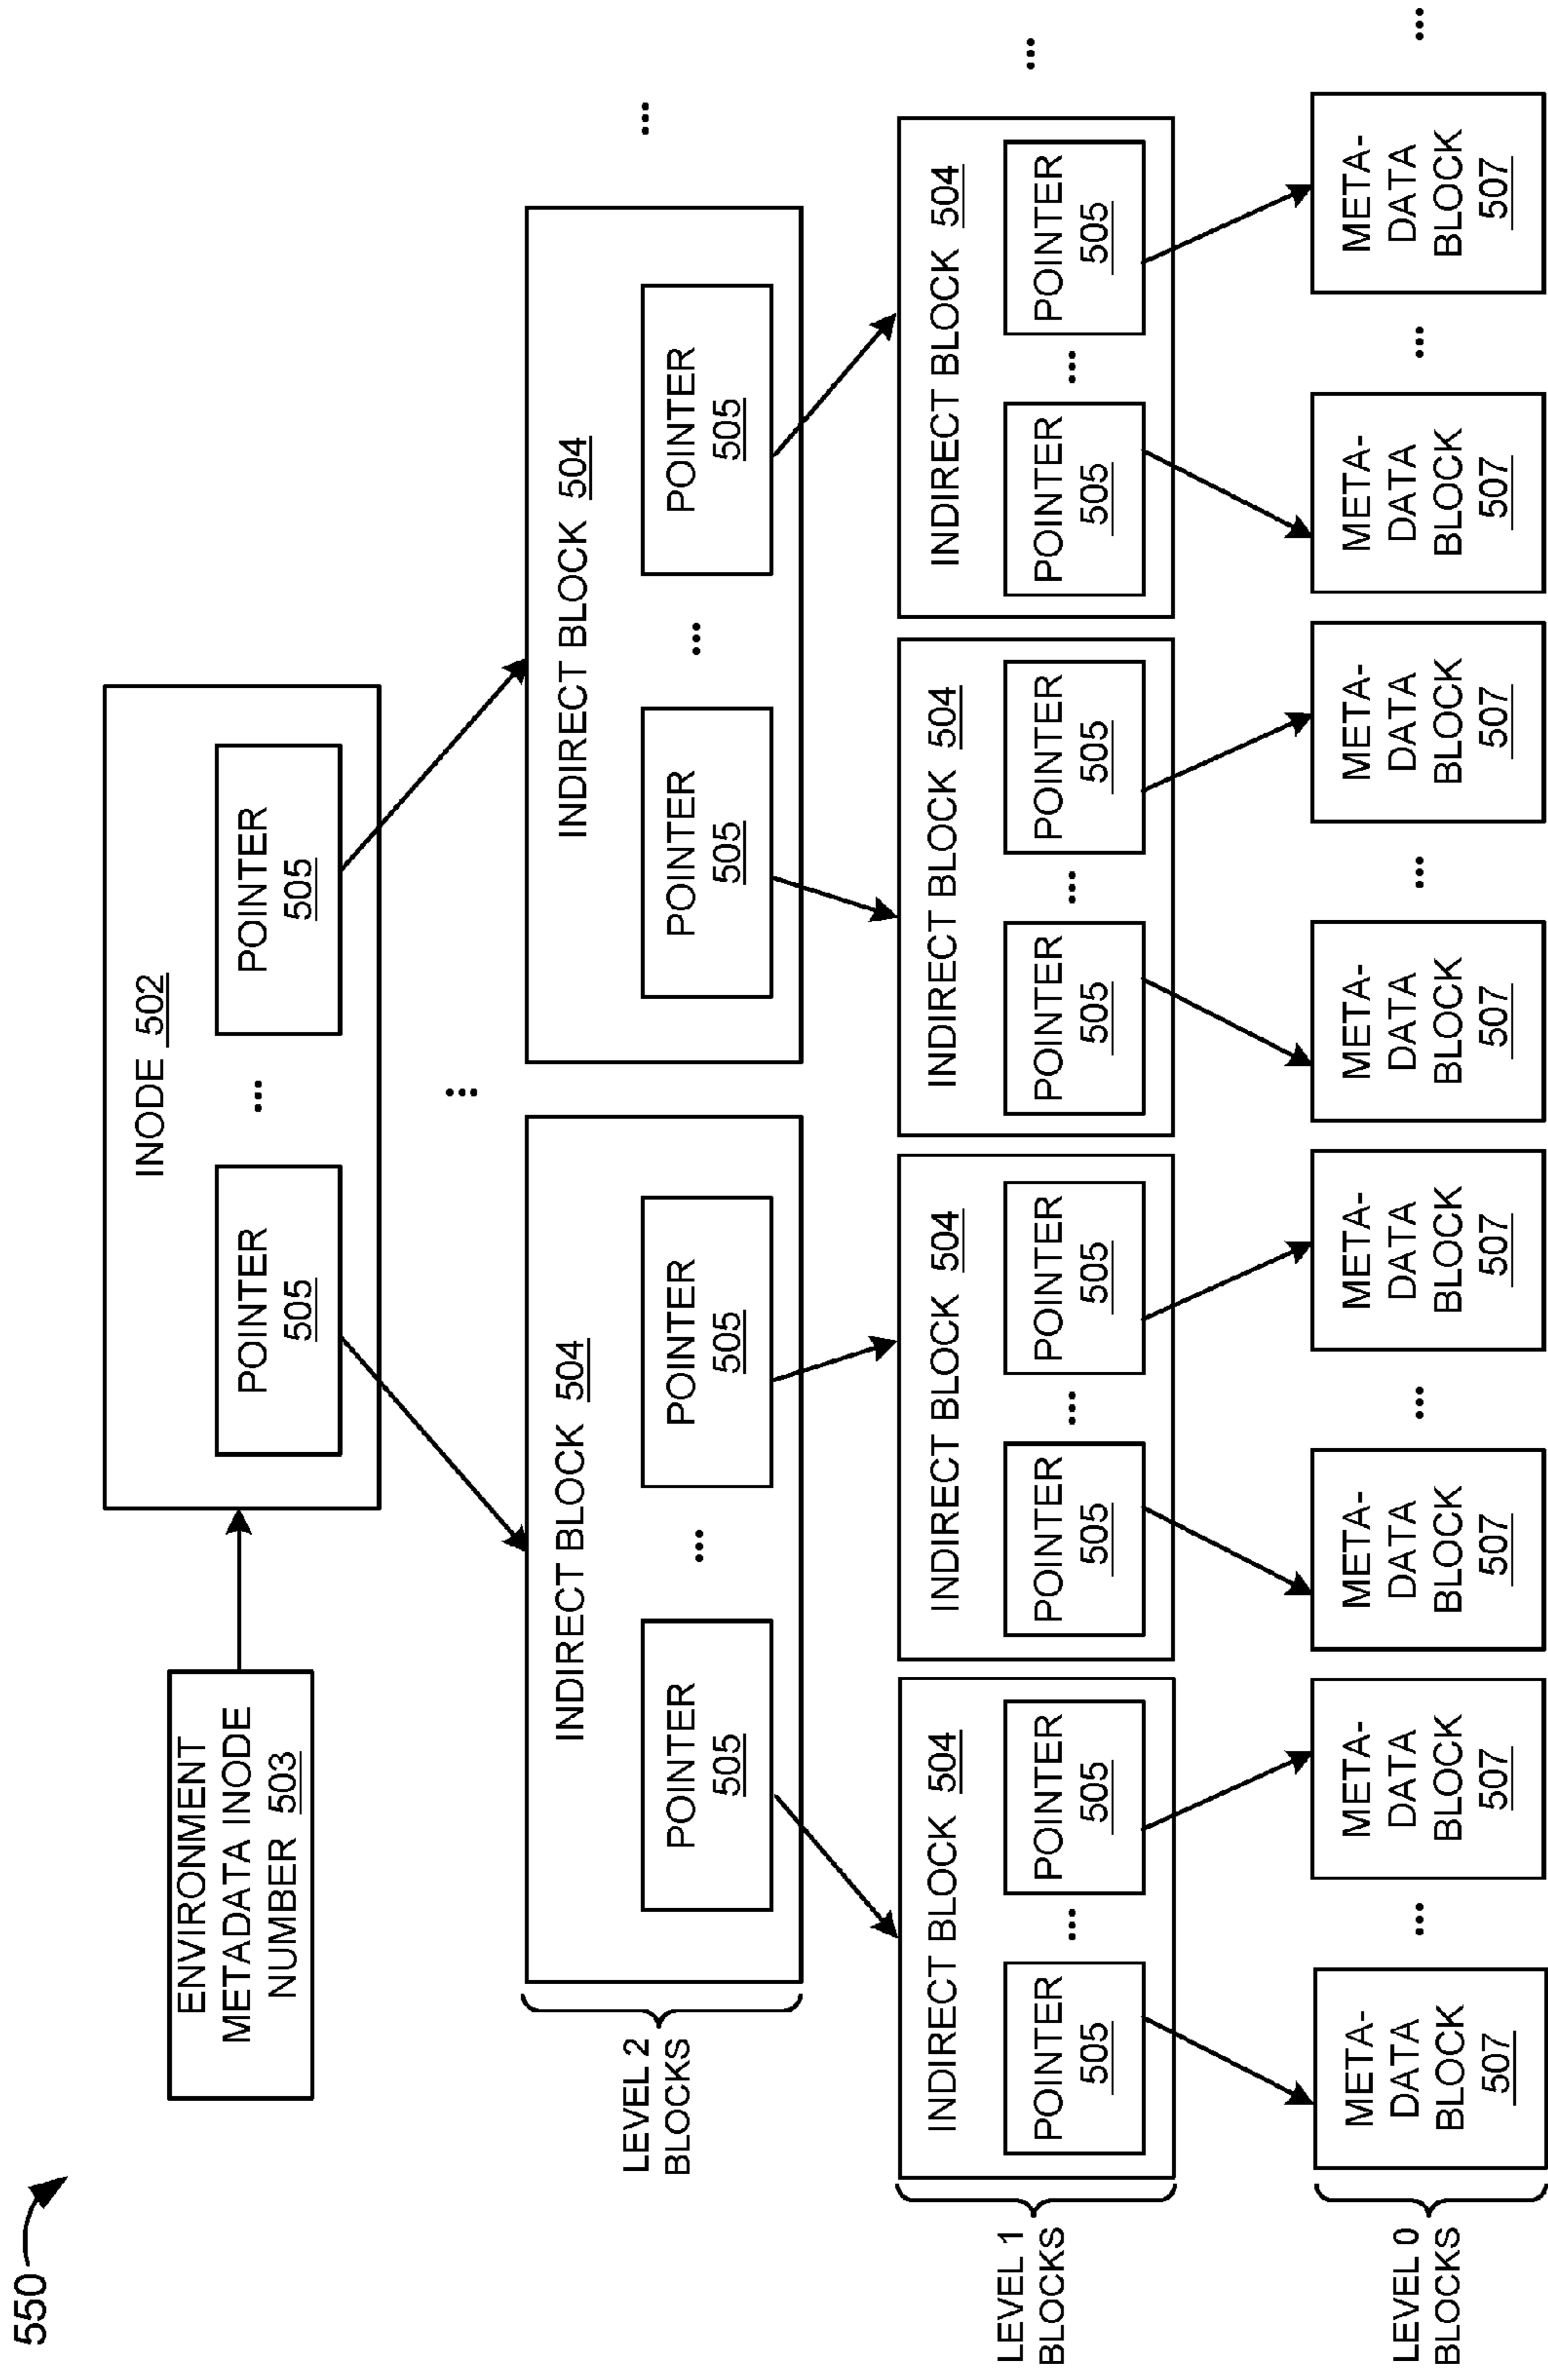 550
ENVIRONMENT
METADATA INODE
NUMBER 503
INODE 502
POINTER
505
...
POINTER
505
...
LEVEL 2
BLOCKS
INDIRECT BLOCK 504
POINTER
505
...
POINTER
505
INDIRECT BLOCK 504
POINTER
505
...
POINTER
505
...
LEVEL 1
BLOCKS
INDIRECT BLOCK 504
POINTER
505
...
POINTER
505
INDIRECT BLOCK 504
POINTER
505
...
POINTER
505
INDIRECT BLOCK 504
POINTER
505
...
POINTER
505
INDIRECT BLOCK 504
POINTER
505
...
POINTER
505
...
LEVEL 0
BLOCKS
META-
DATA
BLOCK
507
...
META-
DATA
BLOCK
507
META-
DATA
BLOCK
507
...
META-
DATA
BLOCK
507
META-
DATA
BLOCK
507
...
META-
DATA
BLOCK
507
META-
DATA
BLOCK
507
...
META-
DATA
BLOCK
507
...